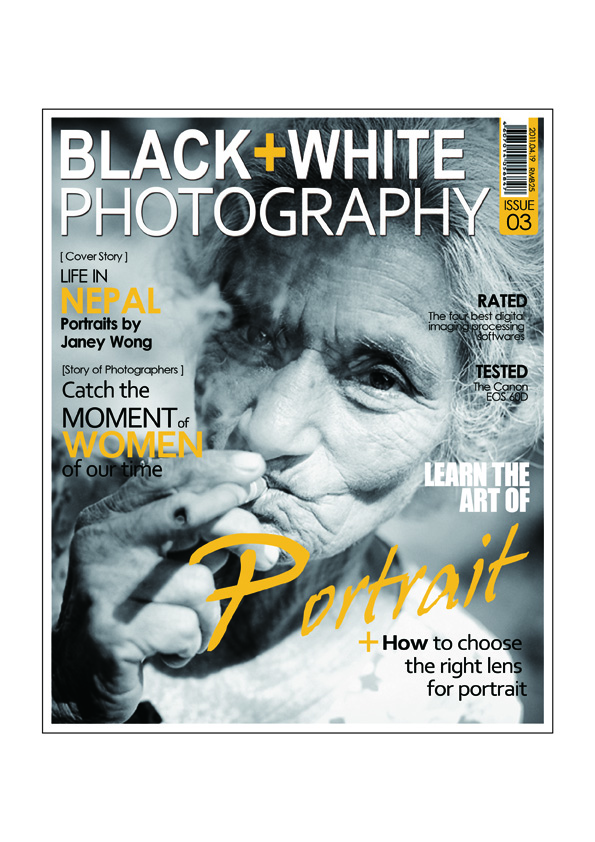 BLACK+WHITE
PHOTOGRAPHY
2011.04.19 RMB25
ISSUE
03
[ Cover Story ]
LIFE IN
NEPAL
Portraits by
Janey Wong
[Story of Photographers ]
Catch the
MOMENT of
WOMEN
of our time
RATED
The four best digital
imaging processing
softwares
TESTED
The Canon
EOS 60D
LEARN THE
ART OF
Portrait
+ How to choose
the right lens
for portrait